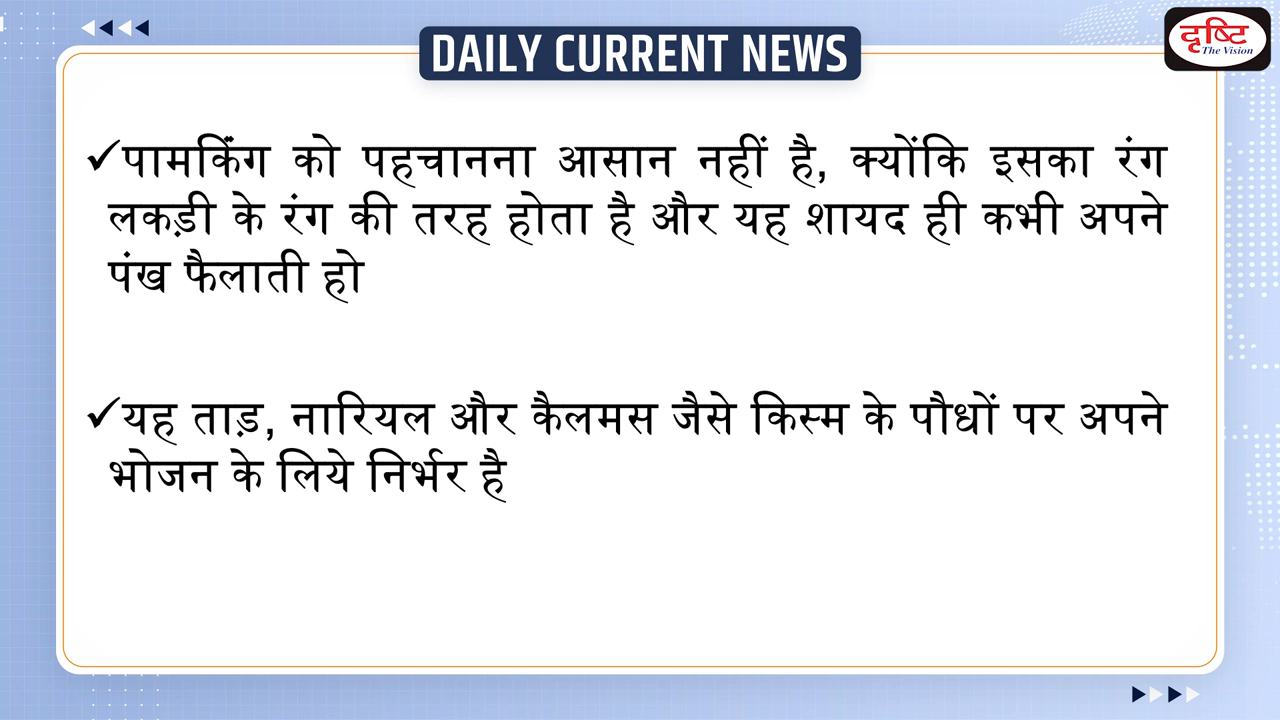 DAILY CURRENT NEWS
दृष्टि
The Vision
✓पामकिंग को पहचानना आसान नहीं है, क्योंकि इसका रंग
लकड़ी के रंग की तरह होता है और यह शायद ही कभी अपने
पंख फैलाती हो
✓यह ताड़, नारियल और कैलमस जैसे किस्म के पौधों पर अपने
भोजन के लिये निर्भर है